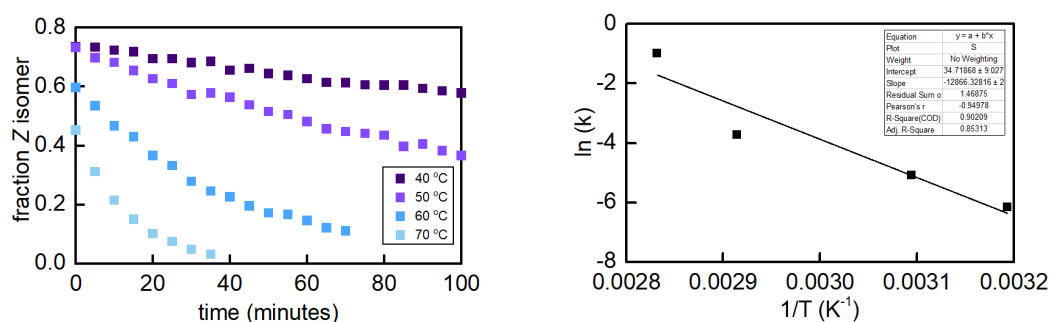 0.8
0.6
0.4
0.2
0.0
fraction Z isomer
40 °C
50 °C
60 °C
70 °C
0 20 40 60 80 100
time (minutes)
0
-2
-4
-6
-8
ln (k)
Equation y = a + b*x
Plot S
Weight No Weighting
Intercept 34.71868 ± 9.027
Slope -12866.32816 ± 2
Residual Sum o 1.46875
Pearson's r -0.94978
R-Square(COD) 0.90209
Adj. R-Square 0.85313
0.0028 0.0029 0.0030 0.0031 0.0032
1/T (K⁻¹)